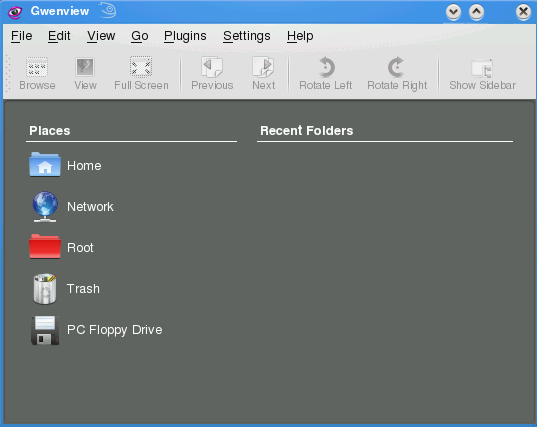 Gwenview
File Edit View Go Plugins Settings Help
Browse View Full Screen Previous Next Rotate Left Rotate Right Show Sidebar
Places Recent Folders
Home
Network
Root
Trash
PC Floppy Drive